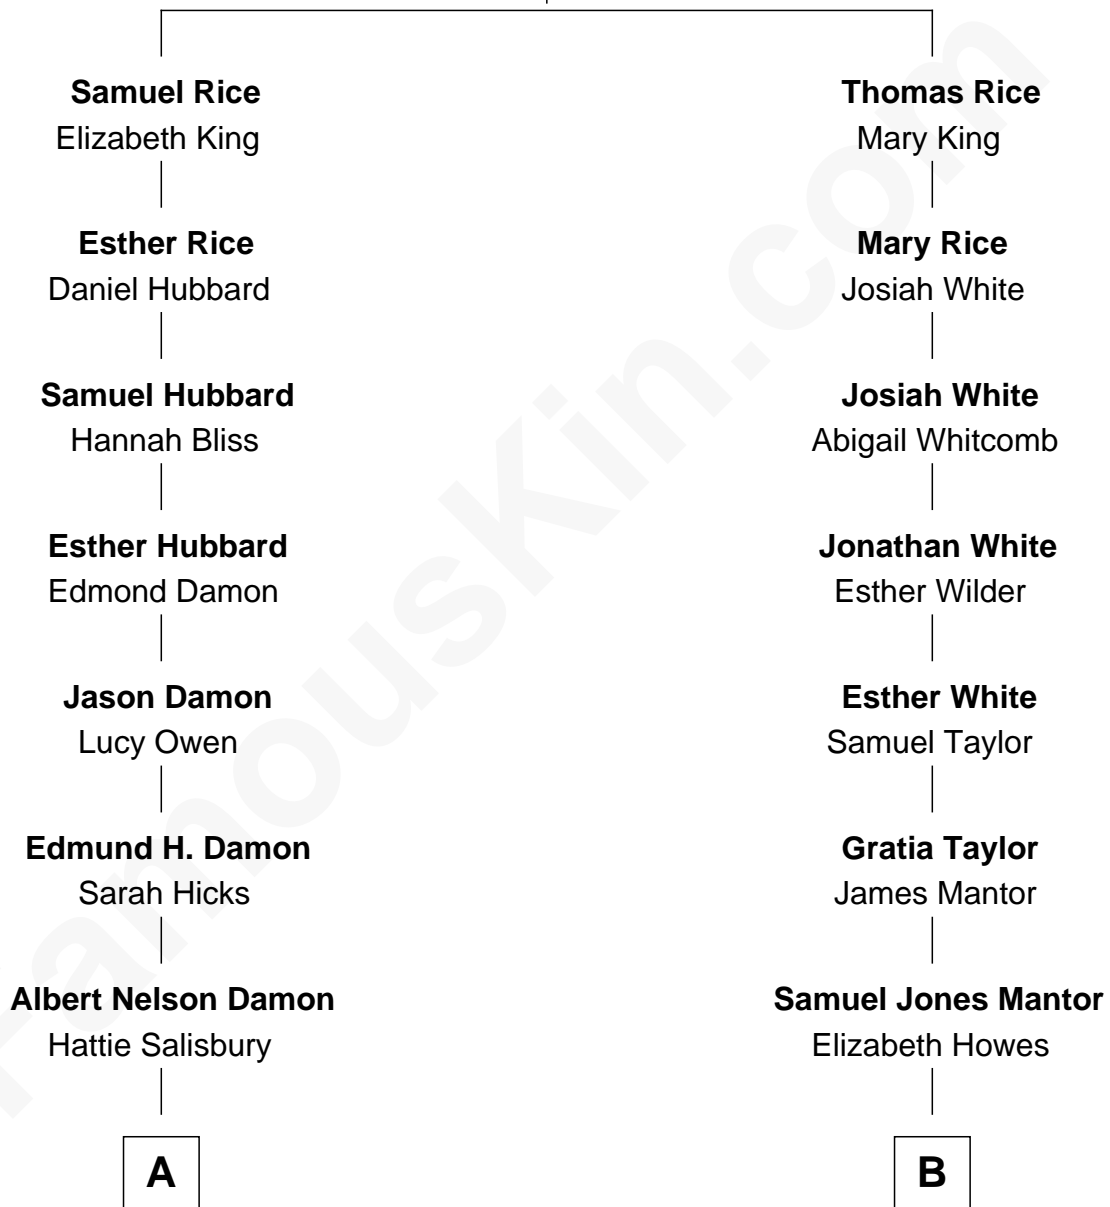 Samuel Rice
Elizabeth King
Esther Rice
Daniel Hubbard
Samuel Hubbard
Hannah Bliss
Esther Hubbard
Edmond Damon
Jason Damon
Lucy Owen
Edmund H. Damon
Sarah Hicks
Albert Nelson Damon
Hattie Salisbury
A
Thomas Rice
Mary King
Mary Rice
Josiah White
Josiah White
Abigail Whitcomb
Jonathan White
Esther Wilder
Esther White
Samuel Taylor
Gratia Taylor
James Mantor
Samuel Jones Mantor
Elizabeth Howes
B
FamousKin.com